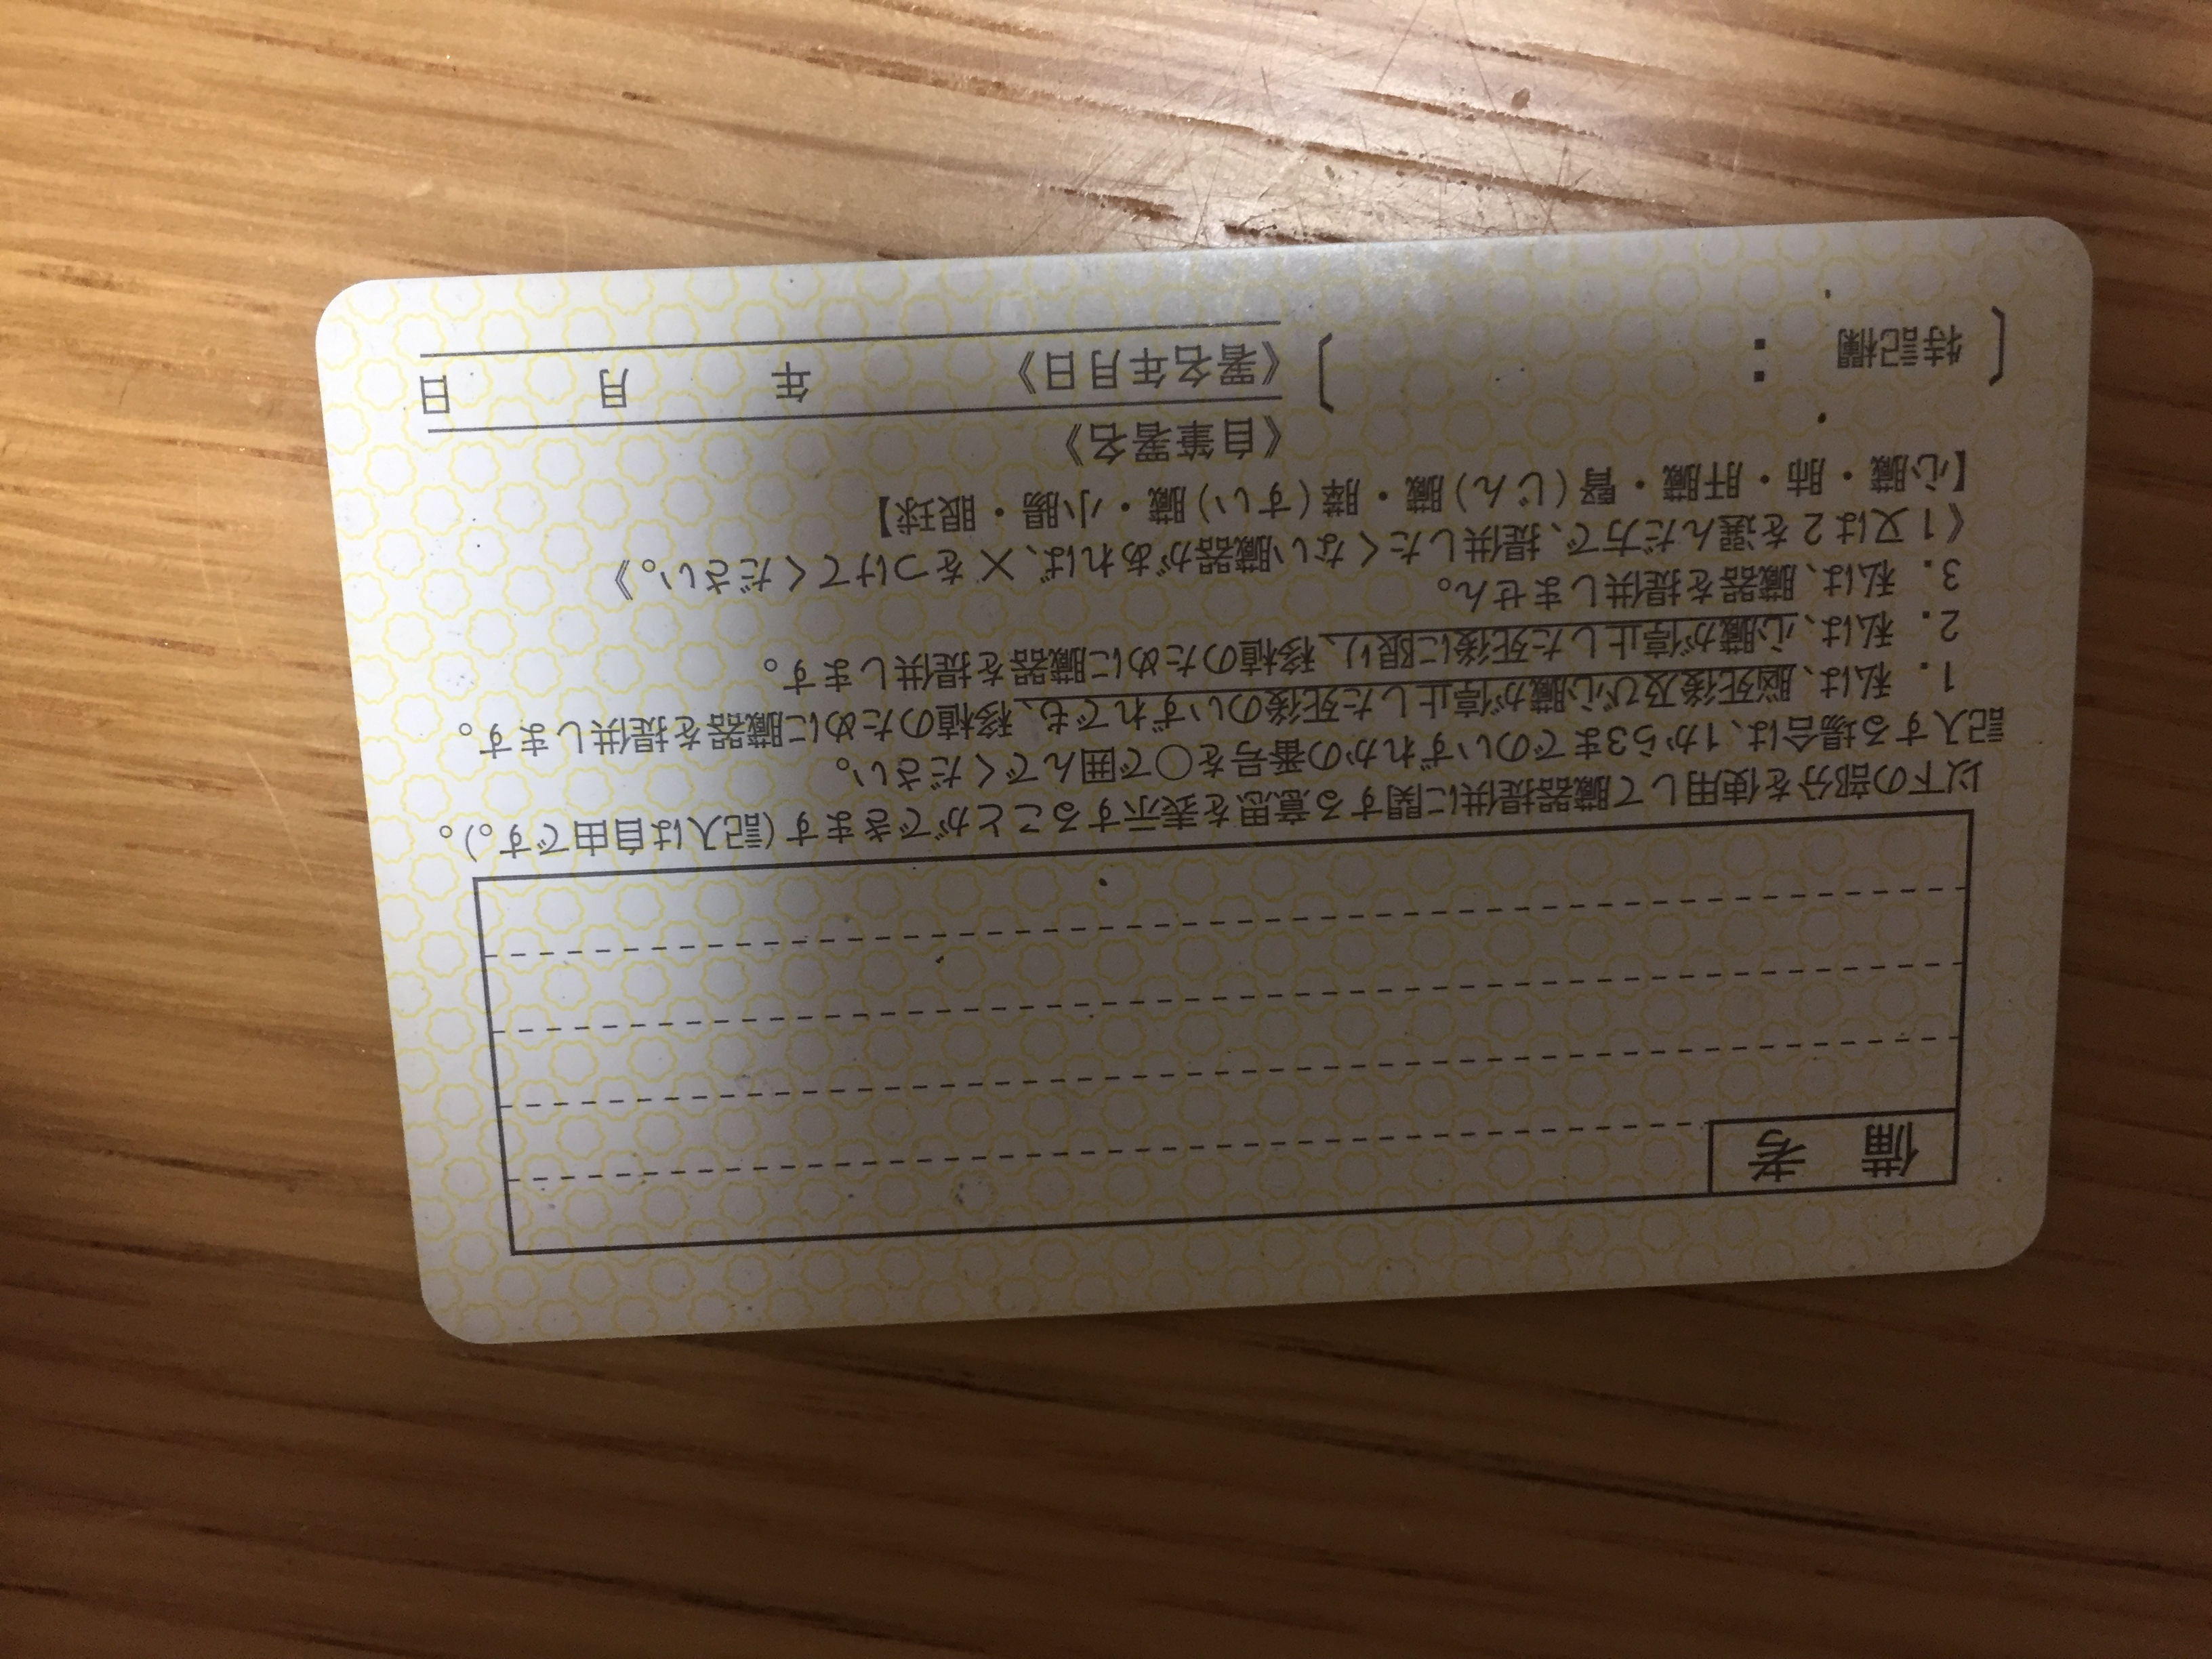 備考
以下の部分を使用して臓器提供に関する意思を表示することができます(記入は自由です。)。
記入する場合は、1から3までのいずれかの番号を○で囲んでください。
1. 私は、脳死後及び心臓が停止した死後のいずれでも、移植のために臓器を提供します。
2. 私は、心臓が停止した死後に限り、移植のために臓器を提供します。
3. 私は、臓器を提供しません。
《1又は2を選んだ方で、提供したくない臓器があれば、×をつけてください。》
【心臓・肺・肝臓・腎(じん)臓・膵(すい)臓・小腸・眼球】
〔特記欄:〕
《自筆署名》
《署名年月日》 年 月 日